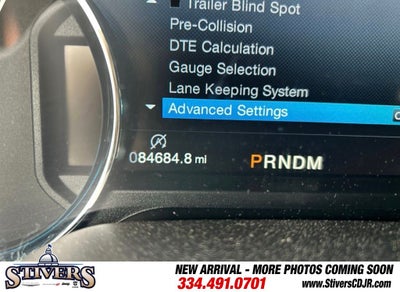 Trailer Blind Spot
Pre-Collision
DTE Calculation
Gauge Selection
Lane Keeping System
Advanced Settings
084684.8 mi
PRNDM
STIVERS
NEW ARRIVAL - MORE PHOTOS COMING SOON
334.491.0701
www.StiversCDJR.com